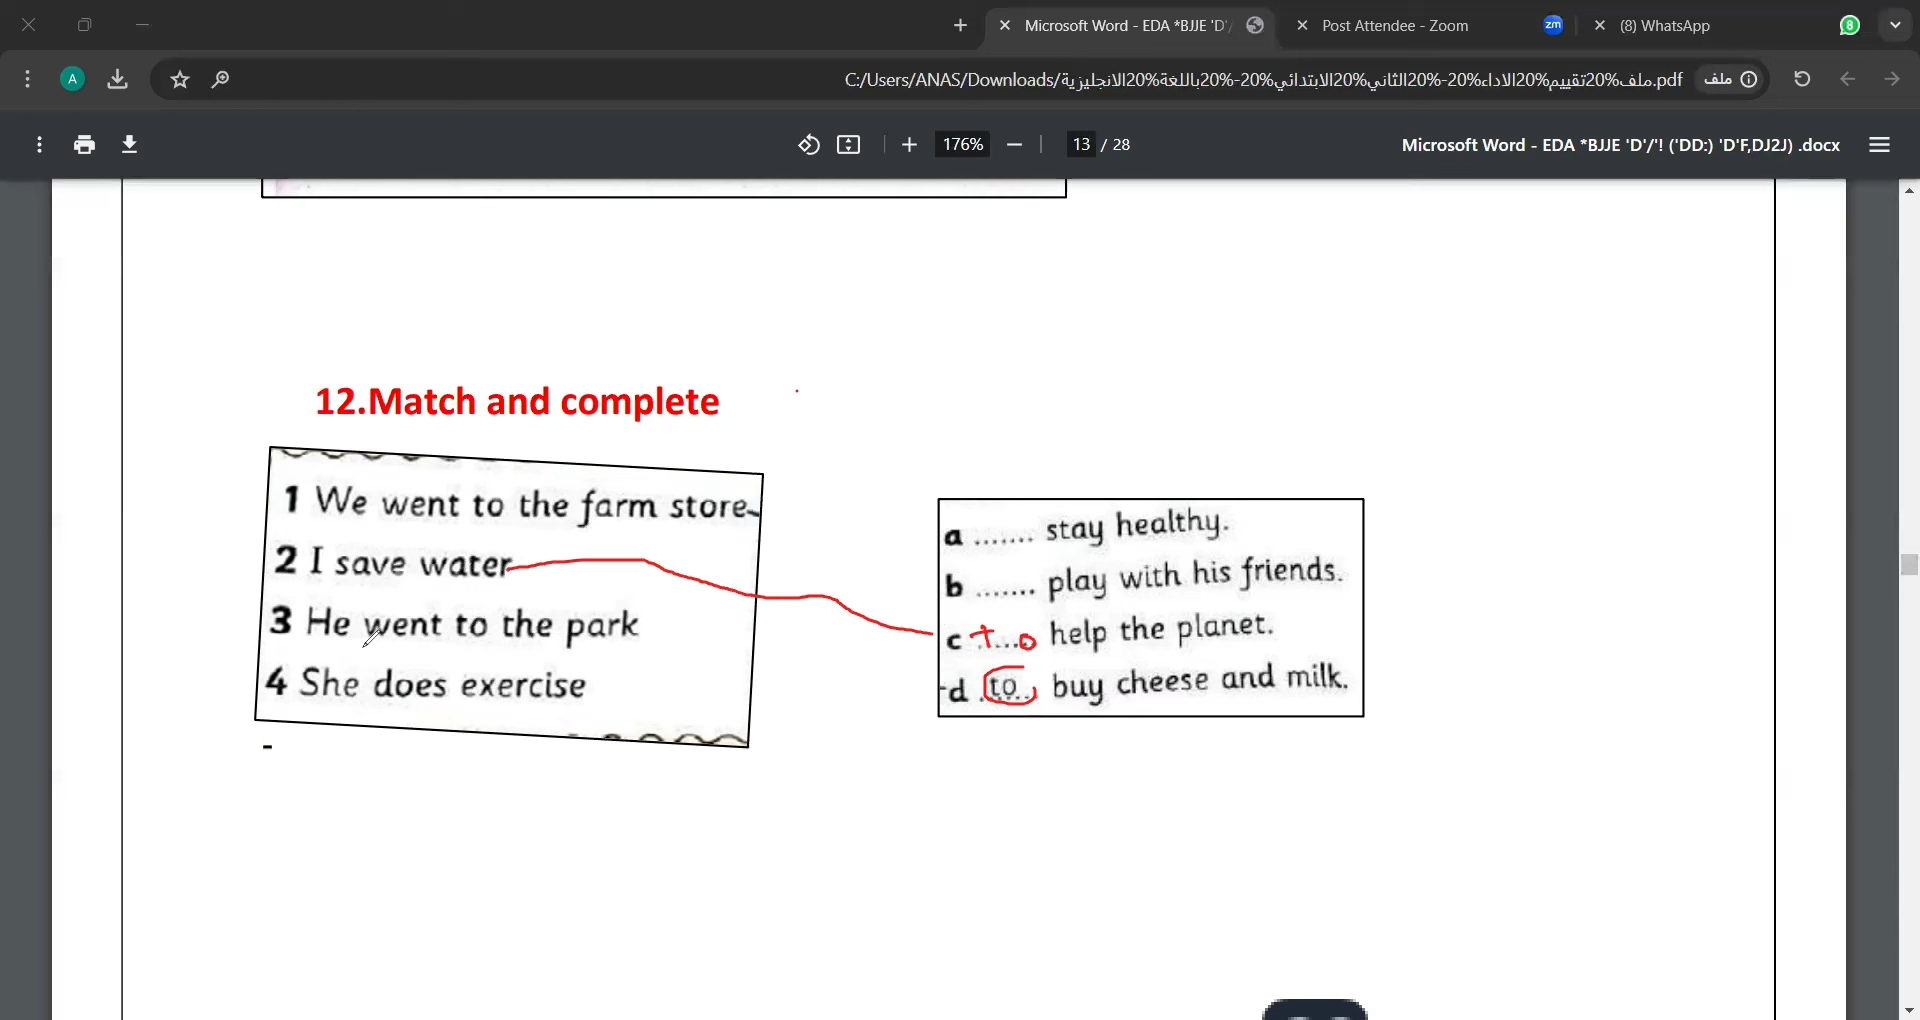 Microsoft Word - EDA *BJJE 'D'/
Post Attendee - Zoom
zm
(8) WhatsApp
8
A
C:/Users/ANAS/Downloads/ملف%20تقييم%20الاداء%20-%20الثاني%20الابتدائي%20-%20باللغة%20الانجليزية.pdf
ملف
176%
13 / 28
Microsoft Word - EDA *BJJE 'D'/'! ('DD:) 'D'F,DJ2J) .docx
12.Match and complete
1 We went to the farm store
2 I save water
3 He went to the park
4 She does exercise
a ....... stay healthy.
b ....... play with his friends.
c to help the planet.
d to buy cheese and milk.